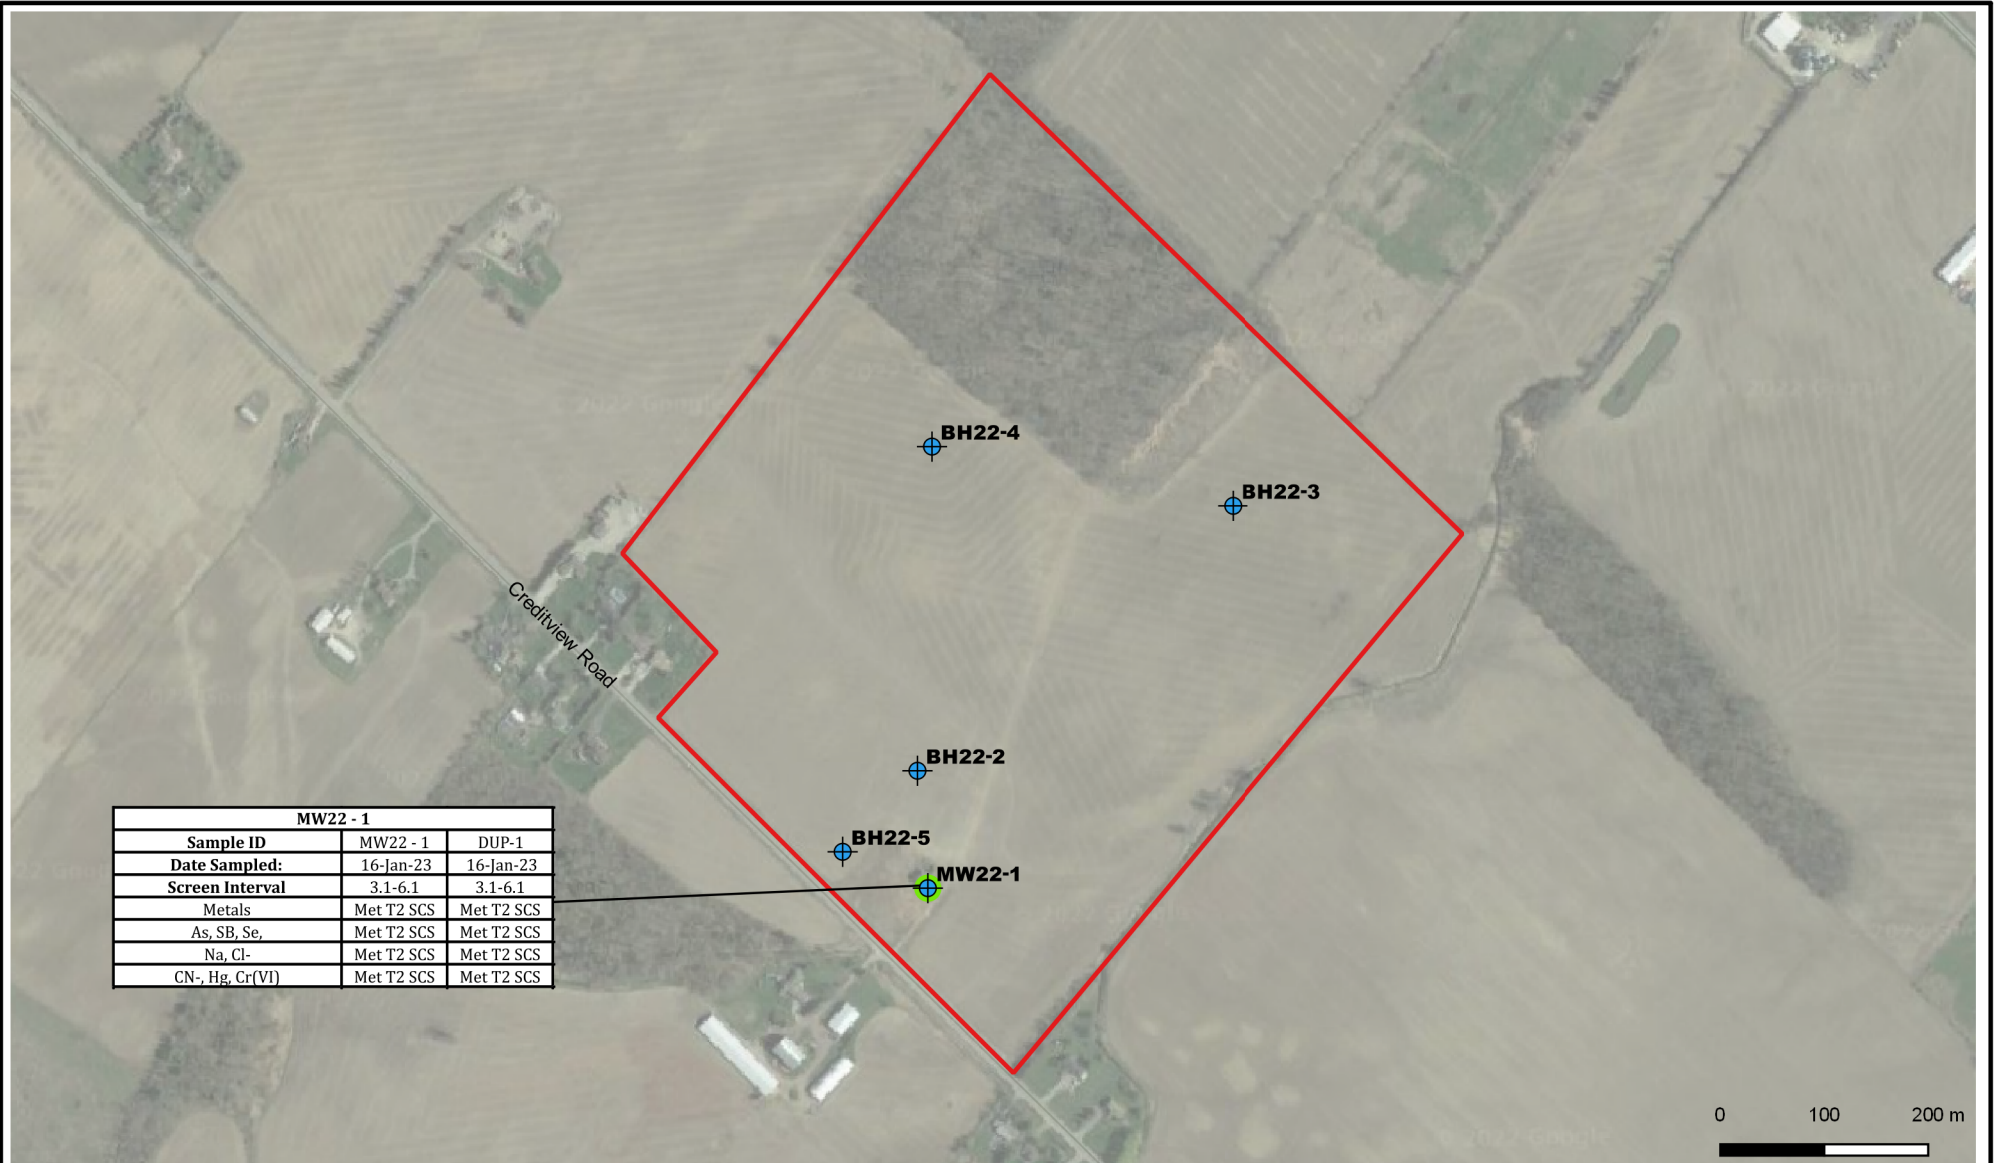 BH22-4
BH22-3
Creditview Road
BH22-2
BH22-5
MW22-1
MW22 - 1
Sample ID MW22 - 1 DUP-1
Date Sampled: 16-Jan-23 16-Jan-23
Screen Interval 3.1-6.1 3.1-6.1
Metals Met T2 SCS Met T2 SCS
As, SB, Se, Met T2 SCS Met T2 SCS
Na, Cl- Met T2 SCS Met T2 SCS
CN-, Hg, Cr(VI) Met T2 SCS Met T2 SCS
0 100 200 m
© 2022 Google